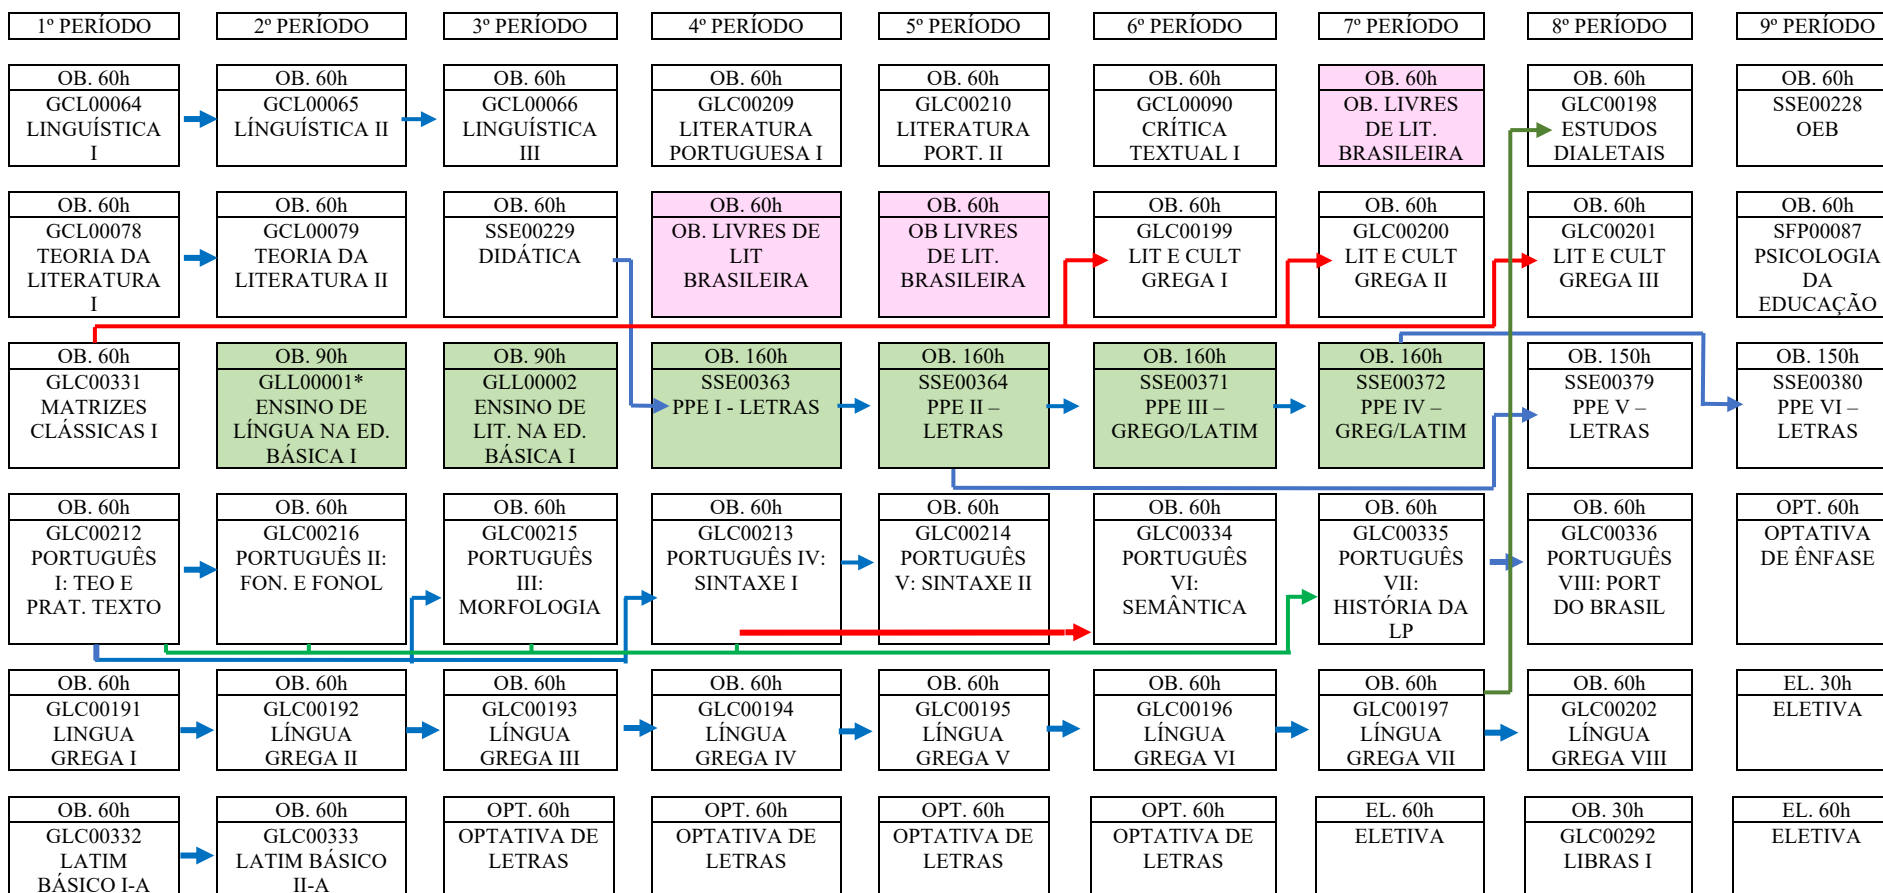 1º PERÍODO
2º PERÍODO
3º PERÍODO
4º PERÍODO
5º PERÍODO
6º PERÍODO
7º PERÍODO
8º PERÍODO
9º PERÍODO
OB. 60h
GCL00064
LINGUÍSTICA
I
OB. 60h
GCL00065
LÍNGUÍSTICA II
OB. 60h
GCL00066
LINGUÍSTICA
III
OB. 60h
GLC00209
LITERATURA
PORTUGUESA I
OB. 60h
GLC00210
LITERATURA
PORT. II
OB. 60h
GCL00090
CRÍTICA
TEXTUAL I
OB. 60h
OB. LIVRES
DE LIT.
BRASILEIRA
OB. 60h
GLC00198
ESTUDOS
DIALETAIS
OB. 60h
SSE00228
OEB
OB. 60h
GCL00078
TEORIA DA
LITERATURA
I
OB. 60h
GCL00079
TEORIA DA
LITERATURA II
OB. 60h
SSE00229
DIDÁTICA
OB. 60h
OB. LIVRES DE
LIT
BRASILEIRA
OB. 60h
OB LIVRES
DE LIT.
BRASILEIRA
OB. 60h
GLC00199
LIT E CULT
GREGA I
OB. 60h
GLC00200
LIT E CULT
GREGA II
OB. 60h
GLC00201
LIT E CULT
GREGA III
OB. 60h
SFP00087
PSICOLOGIA
DA
EDUCAÇÃO
OB. 60h
GLC00331
MATRIZES
CLÁSSICAS I
OB. 90h
GLL00001*
ENSINO DE
LÍNGUA NA ED.
BÁSICA I
OB. 90h
GLL00002
ENSINO DE
LIT. NA ED.
BÁSICA I
OB. 160h
SSE00363
PPE I - LETRAS
OB. 160h
SSE00364
PPE II –
LETRAS
OB. 160h
SSE00371
PPE III –
GREGO/LATIM
OB. 160h
SSE00372
PPE IV –
GREG/LATIM
OB. 150h
SSE00379
PPE V –
LETRAS
OB. 150h
SSE00380
PPE VI –
LETRAS
OB. 60h
GLC00212
PORTUGUÊS
I: TEO E
PRAT. TEXTO
OB. 60h
GLC00216
PORTUGUÊS II:
FON. E FONOL
OB. 60h
GLC00215
PORTUGUÊS
III:
MORFOLOGIA
OB. 60h
GLC00213
PORTUGUÊS IV:
SINTAXE I
OB. 60h
GLC00214
PORTUGUÊS
V: SINTAXE II
OB. 60h
GLC00334
PORTUGUÊS
VI:
SEMÂNTICA
OB. 60h
GLC00335
PORTUGUÊS
VII:
HISTÓRIA DA
LP
OB. 60h
GLC00336
PORTUGUÊS
VIII: PORT
DO BRASIL
OPT. 60h
OPTATIVA
DE ÊNFASE
OB. 60h
GLC00191
LINGUA
GREGA I
OB. 60h
GLC00192
LÍNGUA
GREGA II
OB. 60h
GLC00193
LÍNGUA
GREGA III
OB. 60h
GLC00194
LÍNGUA
GREGA IV
OB. 60h
GLC00195
LÍNGUA
GREGA V
OB. 60h
GLC00196
LÍNGUA
GREGA VI
OB. 60h
GLC00197
LÍNGUA
GREGA VII
OB. 60h
GLC00202
LÍNGUA
GREGA VIII
EL. 30h
ELETIVA
OB. 60h
GLC00332
LATIM
BÁSICO I-A
OB. 60h
GLC00333
LATIM BÁSICO
II-A
OPT. 60h
OPTATIVA DE
LETRAS
OPT. 60h
OPTATIVA DE
LETRAS
OPT. 60h
OPTATIVA DE
LETRAS
OPT. 60h
OPTATIVA DE
LETRAS
EL. 60h
ELETIVA
OB. 30h
GLC00292
LIBRAS I
EL. 60h
ELETIVA